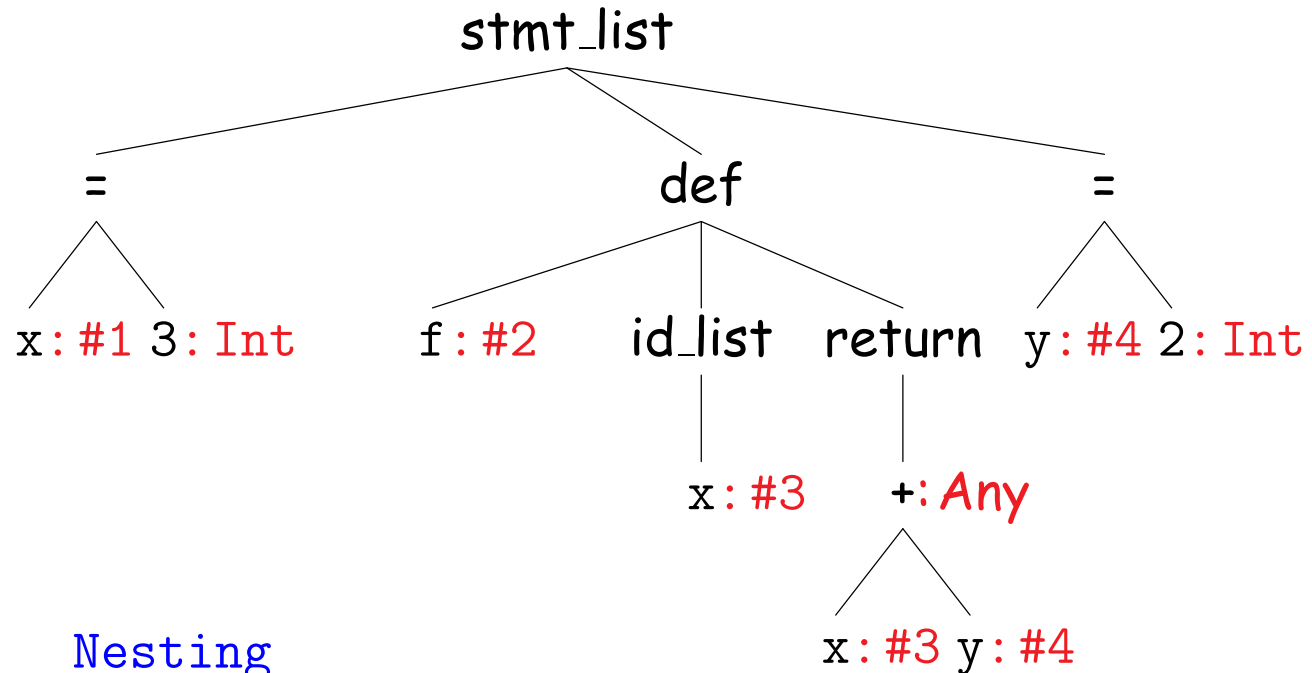 stmt_list
= def =
x: #1 3: Int f: #2 id_list return y: #4 2: Int
x: #3 +: Any
x: #3 y: #4
Nesting